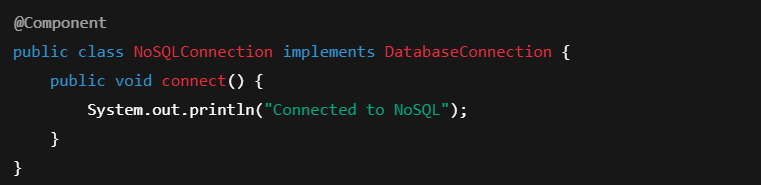 @Component
public class NoSQLConnection implements DatabaseConnection {
    public void connect() {
        System.out.println("Connected to NoSQL");
    }
}